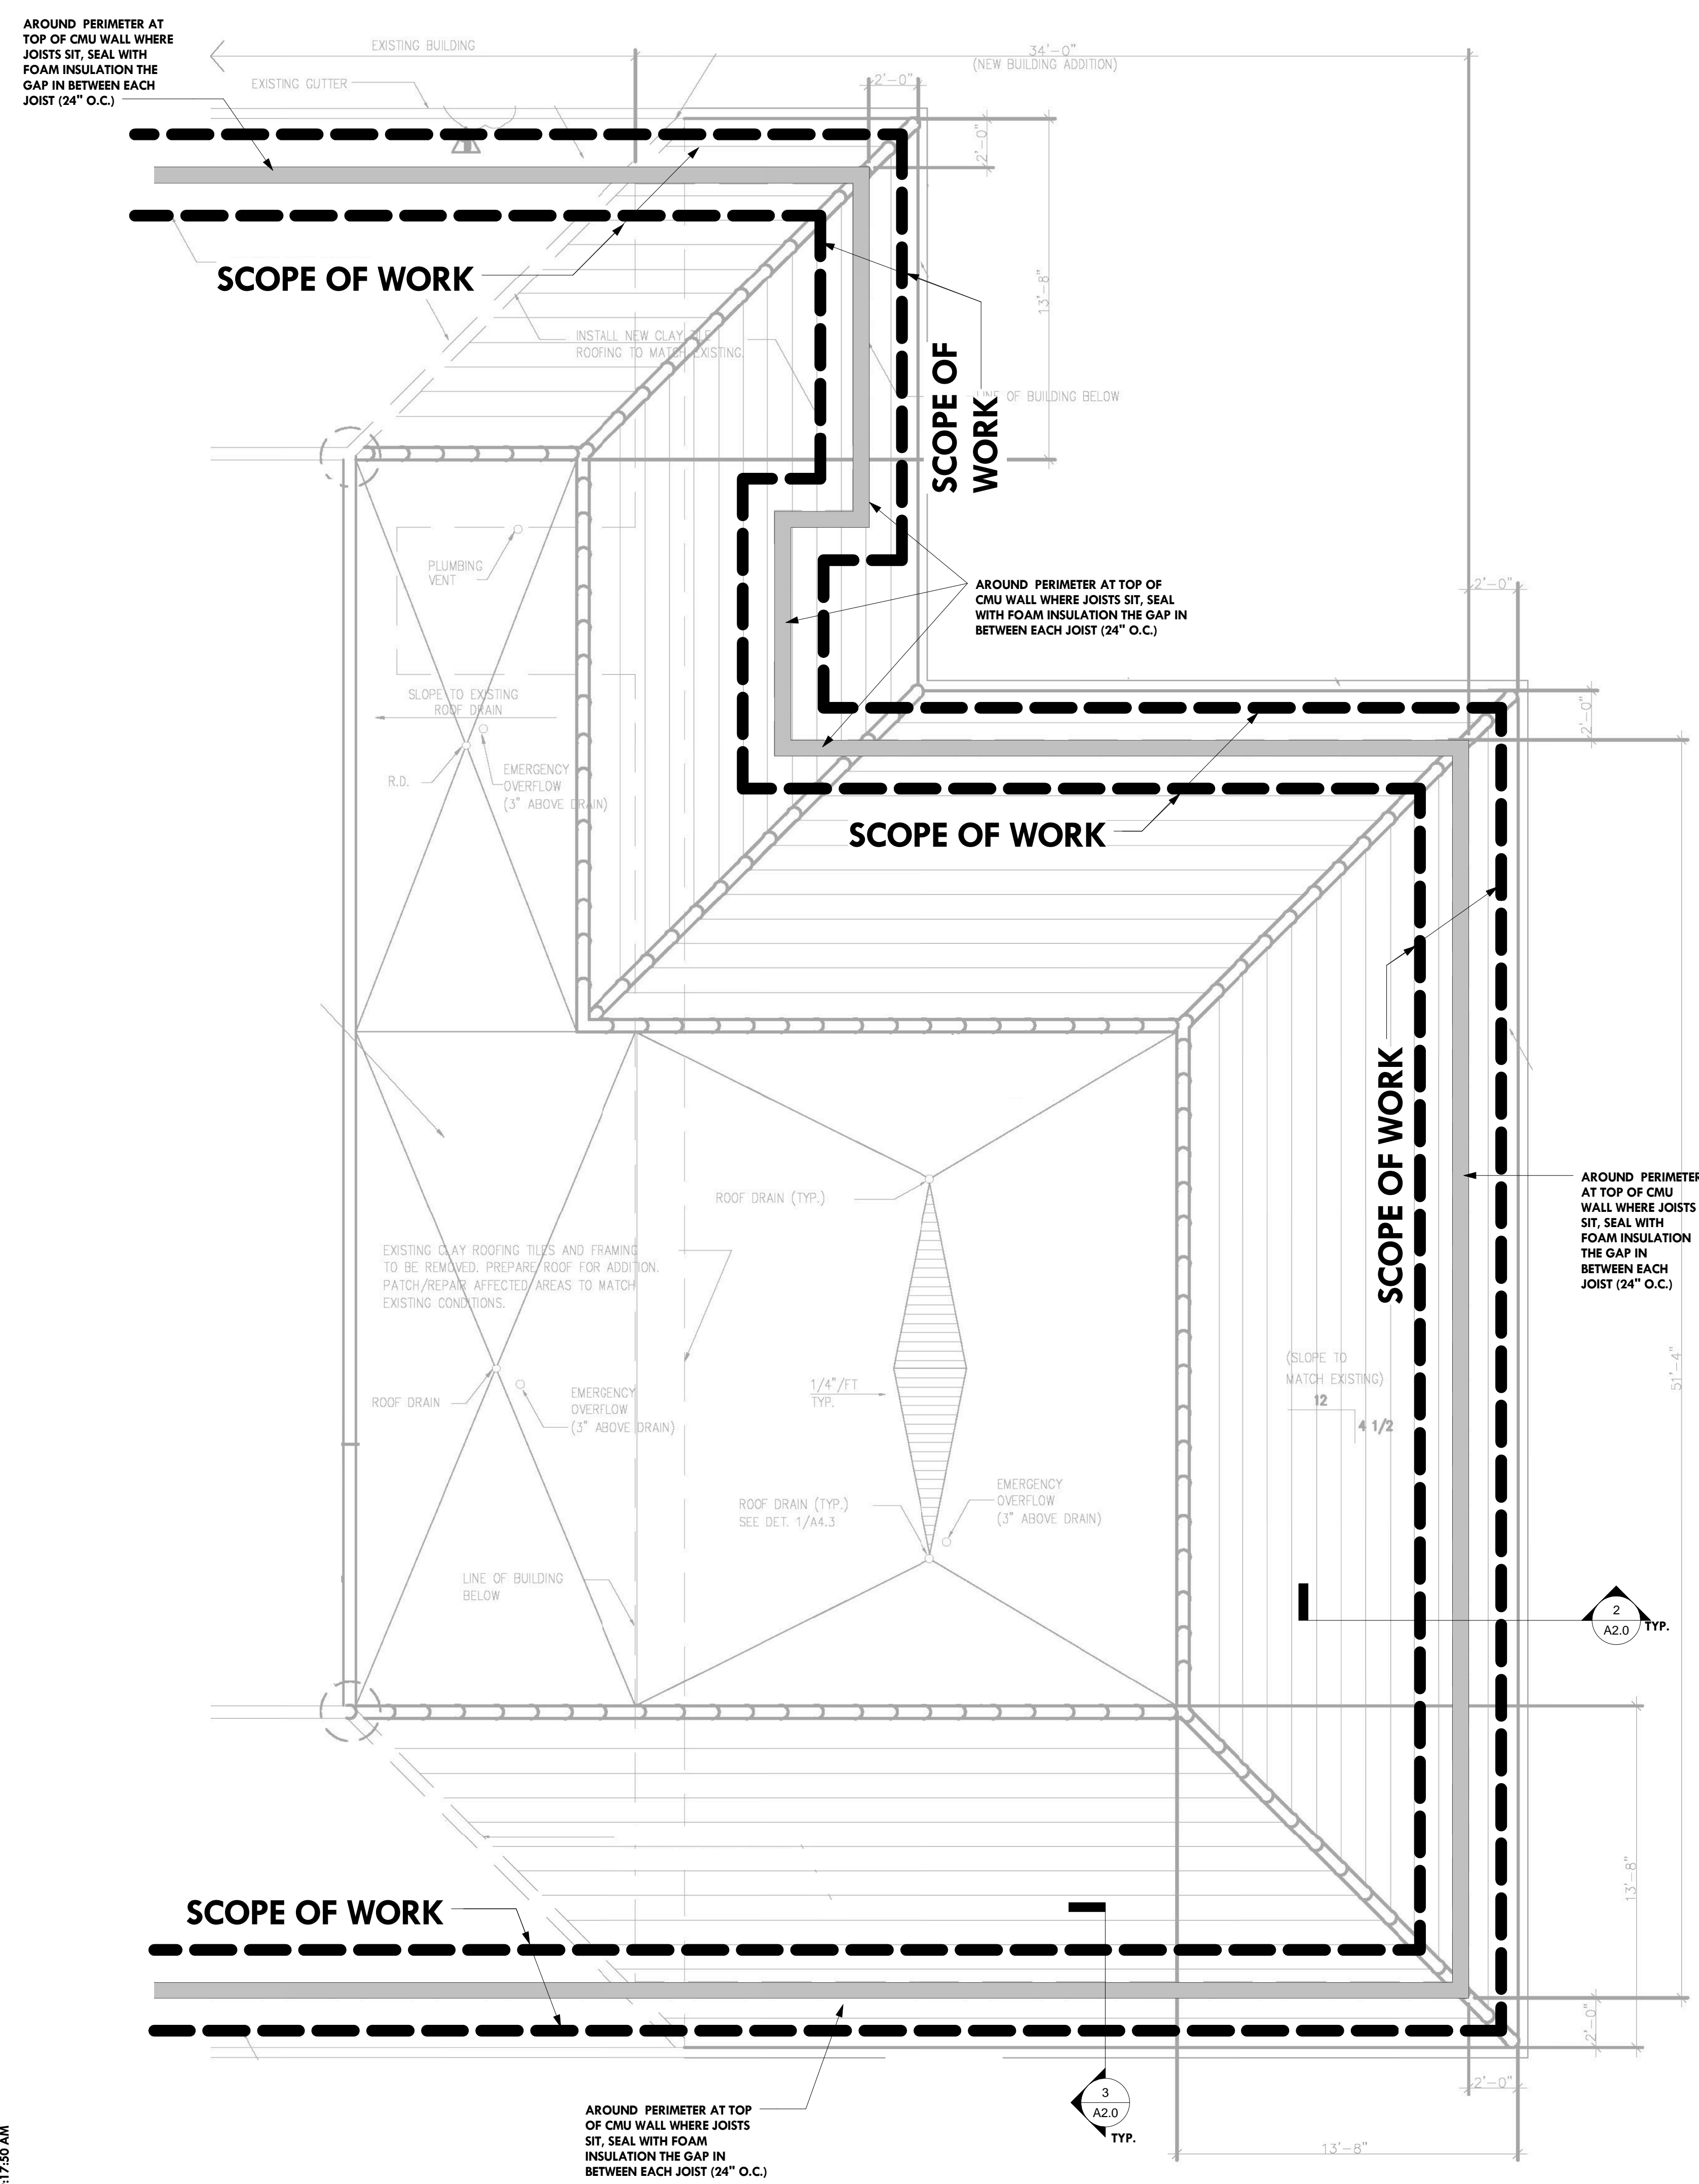 AROUND  PERIMETER AT
TOP OF CMU WALL WHERE
JOISTS SIT, SEAL WITH
FOAM INSULATION THE
GAP IN BETWEEN EACH
JOIST (24" O.C.)
EXISTING BUILDING
34'-0"
(NEW BUILDING ADDITION)
EXISTING GUTTER
2'-0"
2'-0"
13'-8"
SCOPE OF WORK
INSTALL NEW CLAY TILE
ROOFING TO MATCH EXISTING.
SCOPE OF
WORK
LINE OF BUILDING BELOW
PLUMBING
VENT
AROUND  PERIMETER AT TOP OF
CMU WALL WHERE JOISTS SIT, SEAL
WITH FOAM INSULATION THE GAP IN
BETWEEN EACH JOIST (24" O.C.)
2'-0"
SLOPE TO EXISTING
ROOF DRAIN
2'-0"
R.D.
EMERGENCY
OVERFLOW
(3" ABOVE DRAIN)
SCOPE OF WORK
SCOPE OF WORK
ROOF DRAIN (TYP.)
AROUND  PERIMETER
AT TOP OF CMU
WALL WHERE JOISTS
SIT, SEAL WITH
FOAM INSULATION
THE GAP IN
BETWEEN EACH
JOIST (24" O.C.)
EXISTING CLAY ROOFING TILES AND FRAMING
TO BE REMOVED. PREPARE ROOF FOR ADDITION.
PATCH/REPAIR AFFECTED AREAS TO MATCH
EXISTING CONDITIONS.
51'-4"
(SLOPE TO
MATCH EXISTING)
12
4 1/2
1/4"/FT
TYP.
ROOF DRAIN
EMERGENCY
OVERFLOW
(3" ABOVE DRAIN)
ROOF DRAIN (TYP.)
SEE DET. 1/A4.3
EMERGENCY
OVERFLOW
(3" ABOVE DRAIN)
LINE OF BUILDING
BELOW
2
A2.0
TYP.
13'-8"
SCOPE OF WORK
2'-0"
2'-0"
3
A2.0
TYP.
AROUND  PERIMETER AT TOP
OF CMU WALL WHERE JOISTS
SIT, SEAL WITH FOAM
INSULATION THE GAP IN
BETWEEN EACH JOIST (24" O.C.)
13'-8"
:17:50 AM